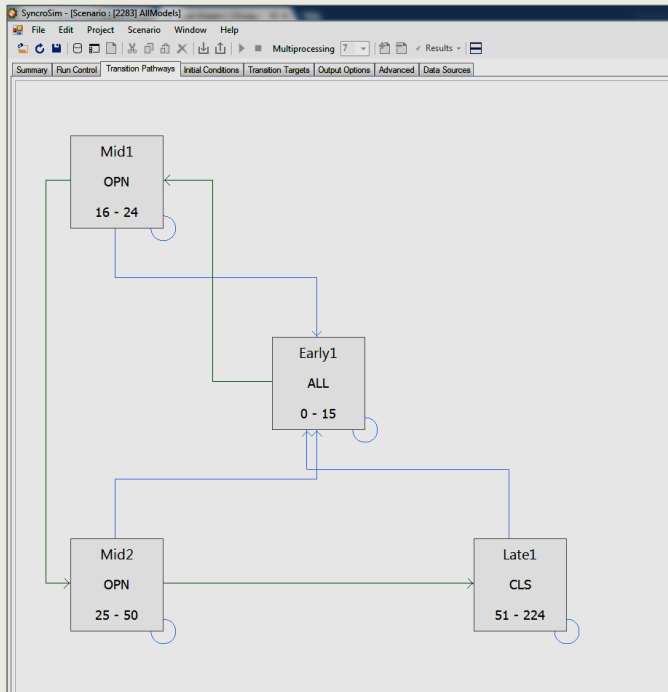 SyncroSim - [Scenario : [2283] AllModels]
File Edit Project Scenario Window Help
Multiprocessing 7 Results
Summary Run Control Transition Pathways Initial Conditions Transition Targets Output Options Advanced Data Sources
Mid1
OPN
16 - 24
Early1
ALL
0 - 15
Mid2
OPN
25 - 50
Late1
CLS
51 - 224